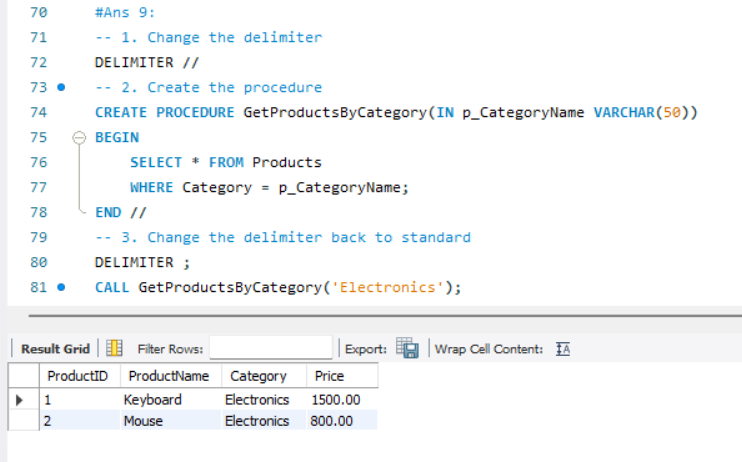 70 #Ans 9:
71 -- 1. Change the delimiter
72 DELIMITER //
73 -- 2. Create the procedure
74 CREATE PROCEDURE GetProductsByCategory(IN p_CategoryName VARCHAR(50))
75 BEGIN
76 SELECT * FROM Products
77 WHERE Category = p_CategoryName;
78 END //
79 -- 3. Change the delimiter back to standard
80 DELIMITER ;
81 CALL GetProductsByCategory('Electronics');
Result Grid Filter Rows: Export: Wrap Cell Content: IA
ProductID ProductName Category Price
1 Keyboard Electronics 1500.00
2 Mouse Electronics 800.00